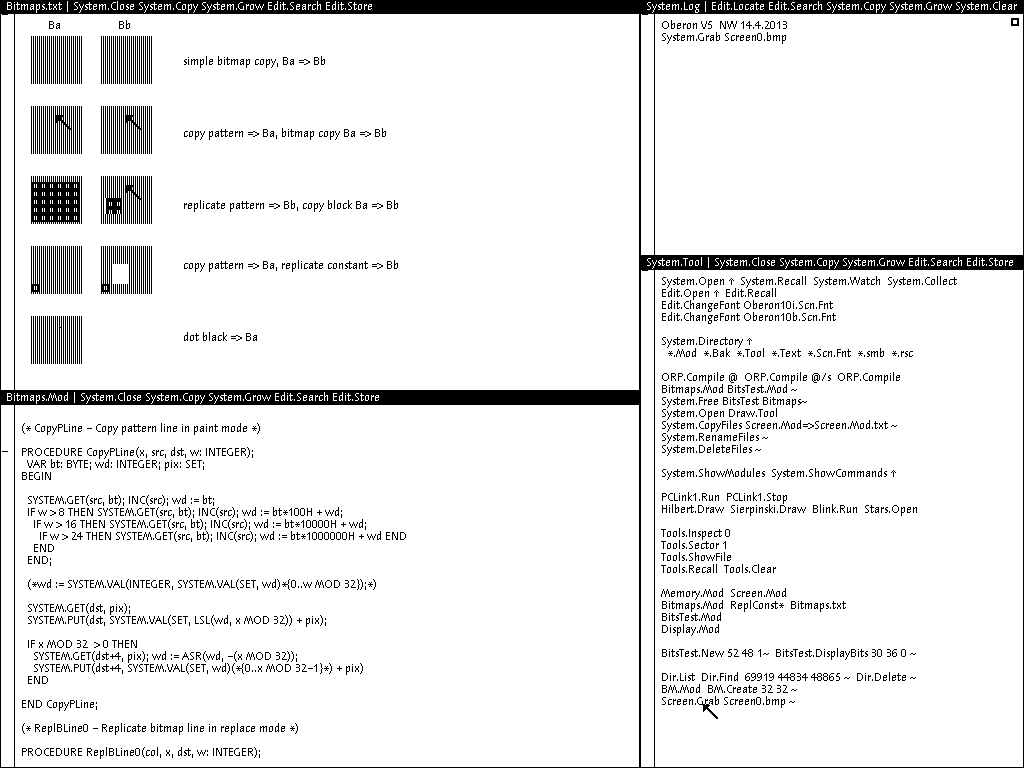 Bitmaps.txt | System.Close System.Copy System.Grow Edit.Search Edit.Store
Ba Bb
simple bitmap copy, Ba => Bb
copy pattern => Ba, bitmap copy Ba => Bb
replicate pattern => Bb, copy block Ba => Bb
copy pattern => Ba, replicate constant => Bb
dot black => Ba
Bitmaps.Mod | System.Close System.Copy System.Grow Edit.Search Edit.Store
(* CopyPLine – Copy pattern line in paint mode *)
PROCEDURE CopyPLine(x, src, dst, w: INTEGER);
VAR bt: BYTE; wd: INTEGER; pix: SET;
BEGIN
SYSTEM.GET(src, bt); INC(src); wd := bt;
IF w > 8 THEN SYSTEM.GET(src, bt); INC(src); wd := bt*100H + wd;
IF w > 16 THEN SYSTEM.GET(src, bt); INC(src); wd := bt*10000H + wd;
IF w > 24 THEN SYSTEM.GET(src, bt); INC(src); wd := bt*1000000H + wd END
END
END;
(*wd := SYSTEM.VAL(INTEGER, SYSTEM.VAL(SET, wd)*{0..w MOD 32});*)
SYSTEM.GET(dst, pix);
SYSTEM.PUT(dst, SYSTEM.VAL(SET, LSL(wd, x MOD 32)) + pix);
IF x MOD 32 > 0 THEN
SYSTEM.GET(dst+4, pix); wd := ASR(wd, –(x MOD 32));
SYSTEM.PUT(dst+4, SYSTEM.VAL(SET, wd)(*{0..x MOD 32–1}*) + pix)
END
END CopyPLine;
(* ReplBLine0 – Replicate bitmap line in replace mode *)
PROCEDURE ReplBLine0(col, x, dst, w: INTEGER);
System.Log | Edit.Locate Edit.Search System.Copy System.Grow System.Clear
Oberon V5 NW 14.4.2013
System.Grab Screen0.bmp
System.Tool | System.Close System.Copy System.Grow Edit.Search Edit.Store
System.Open ↑ System.Recall System.Watch System.Collect
Edit.Open ↑ Edit.Recall
Edit.ChangeFont Oberon10i.Scn.Fnt
Edit.ChangeFont Oberon10b.Scn.Fnt
System.Directory ↑
*.Mod *.Bak *.Tool *.Text *.Scn.Fnt *.smb *.rsc
ORP.Compile @ ORP.Compile @/s ORP.Compile
Bitmaps.Mod BitsTest.Mod ~
System.Free BitsTest Bitmaps~
System.Open Draw.Tool
System.CopyFiles Screen.Mod=>Screen.Mod.txt ~
System.RenameFiles ~
System.DeleteFiles ~
System.ShowModules System.ShowCommands ↑
PCLink1.Run PCLink1.Stop
Hilbert.Draw Sierpinski.Draw Blink.Run Stars.Open
Tools.Inspect 0
Tools.Sector 1
Tools.ShowFile
Tools.Recall Tools.Clear
Memory.Mod Screen.Mod
Bitmaps.Mod ReplConst* Bitmaps.txt
BitsTest.Mod
Display.Mod
BitsTest.New 52 48 1~ BitsTest.DisplayBits 30 36 0 ~
Dir.List Dir.Find 69919 44834 48865 ~ Dir.Delete ~
BM.Mod BM.Create 32 32 ~
Screen.Grab Screen0.bmp ~